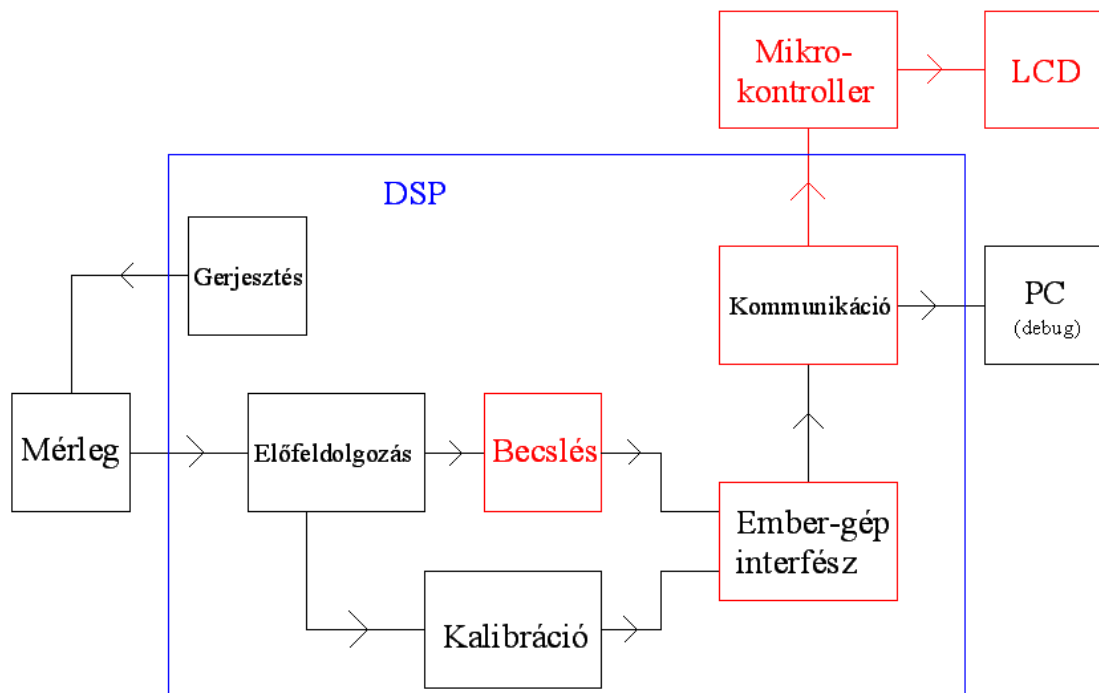 Mikro-
kontroller
LCD
DSP
Gerjesztés
Kommunikáció
PC
(debug)
Mérleg
Előfeldolgozás
Becslés
Ember-gép
interfész
Kalibráció